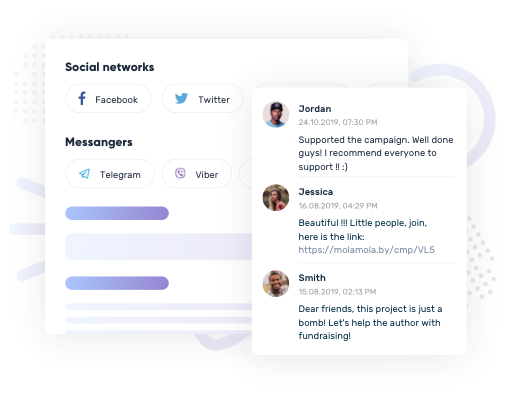 Social networks
Facebook
Twitter
Messangers
Telegram
Viber
Jordan
24.10.2019, 07:30 PM
Supported the campaign. Well done
guys! I recommend everyone to
support !! :)
Jessica
16.08.2019, 04:29 PM
Beautiful !!! Little people, join,
here is the link:
https://molamola.by/cmp/VL5
Smith
15.08.2019, 02:13 PM
Dear friends, this project is just a
bomb! Let's help the author with
fundraising!